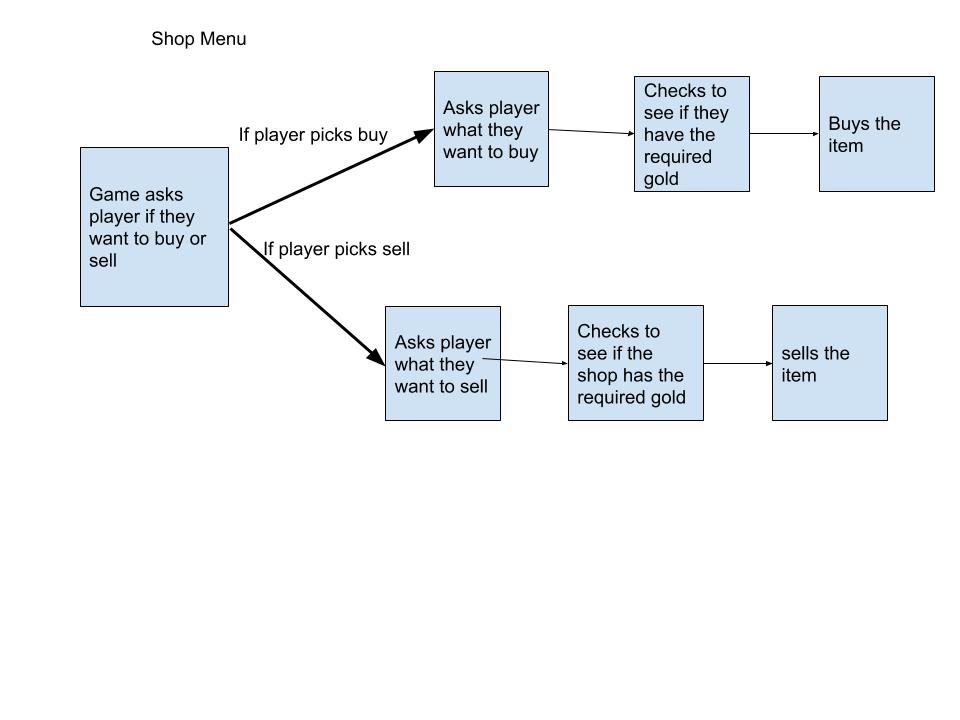 Shop Menu
Game asks
player if they
want to buy or
sell
If player picks buy
Asks player
what they
want to buy
Checks to
see if they
have the
required
gold
Buys the
item
If player picks sell
Asks player
what they
want to sell
Checks to
see if the
shop has the
required gold
sells the
item